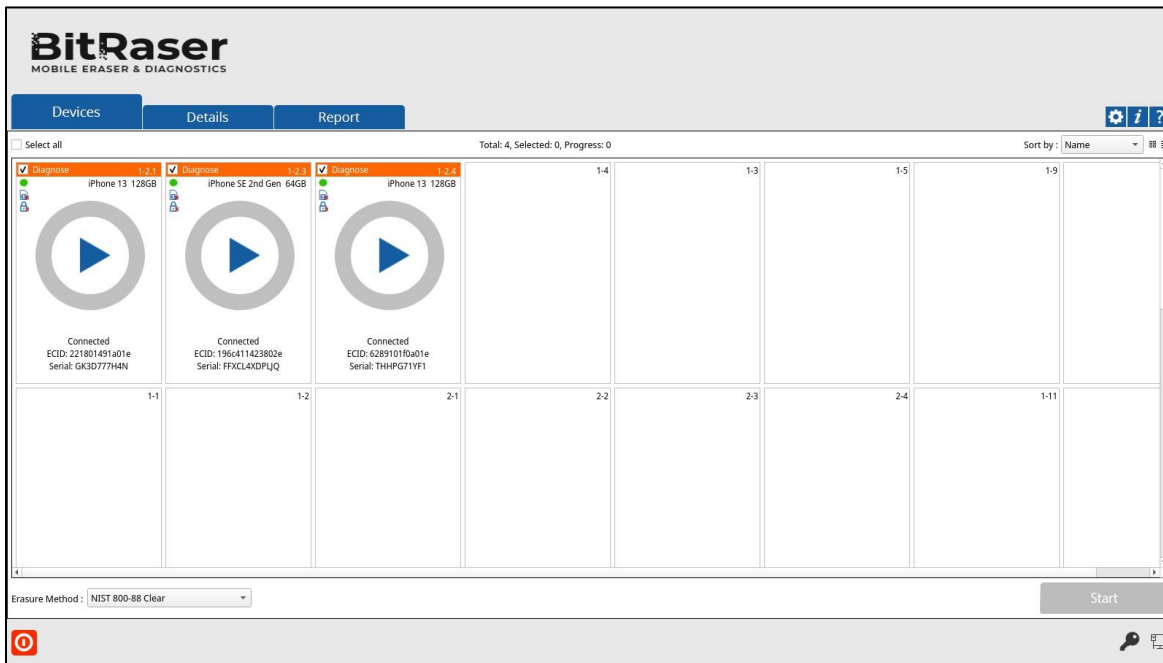 BitRaser
MOBILE ERASER & DIAGNOSTICS
Devices Details Report
i ?
Select all Total: 4, Selected: 0, Progress: 0 Sort by : Name
Diagnose 1-2.1 Diagnose 1-2.3 Diagnose 1-2.4 1-4 1-3 1-5 1-9
iPhone 13 128GB iPhone SE 2nd Gen 64GB iPhone 13 128GB
Connected Connected Connected
ECID: 221801491a01e ECID: 196c411423802e ECID: 6289101f0a01e
Serial: GK3D777H4N Serial: FFXCL4XDPLJQ Serial: THHPG71YF1
1-1 1-2 2-1 2-2 2-3 2-4 1-11
Erasure Method : NIST 800-88 Clear Start